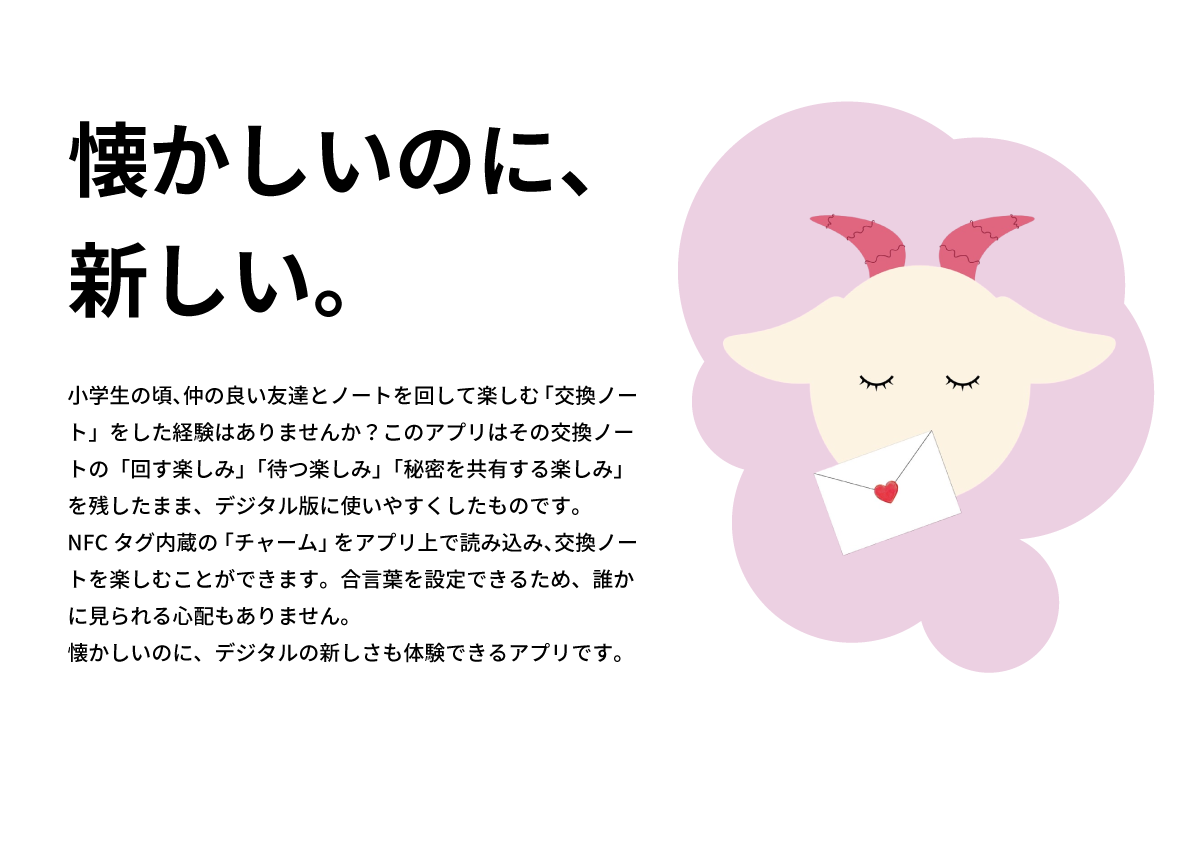 懐かしいのに、
新しい。
小学生の頃、仲の良い友達とノートを回して楽しむ「交換ノー
ト」をした経験はありませんか？このアプリはその交換ノー
トの「回す楽しみ」「待つ楽しみ」「秘密を共有する楽しみ」
を残したまま、デジタル版に使いやすくしたものです。
NFC タグ内蔵の「チャーム」をアプリ上で読み込み、交換ノー
トを楽しむことができます。合言葉を設定できるため、誰か
に見られる心配もありません。
懐かしいのに、デジタルの新しさも体験できるアプリです。